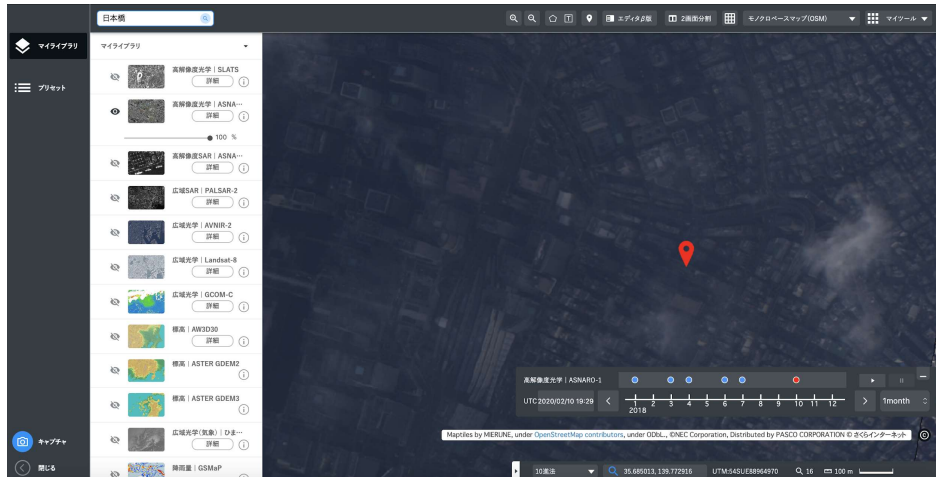 日本橋
エディタβ版
2画面分割
モノクロベースマップ(OSM)
マイツール
マイライブラリ
プリセット
キャプチャ
閉じる
マイライブラリ
高解像度光学 | SLATS
詳細
高解像度光学 | ASNA…
詳細
100 %
高解像度SAR | ASNA…
詳細
広域SAR | PALSAR-2
詳細
広域光学 | AVNIR-2
詳細
広域光学 | Landsat-8
詳細
広域光学 | GCOM-C
詳細
標高 | AW3D30
詳細
標高 | ASTER GDEM2
標高 | ASTER GDEM3
広域光学(気象) | ひま…
詳細
降雨量 | GSMaP
高解像度光学 | ASNARO-1
UTC 2020/02/10 19:29
1 2 3 4 5 6 7 8 9 10 11 12
2018
1month
Maptiles by MIERUNE, under OpenStreetMap contributors, under ODbL., ©NEC Corporation, Distributed by PASCO CORPORATION © さくらインターネット
10進法
35.685013, 139.772916
UTM:54SUE88964970
16
100 m